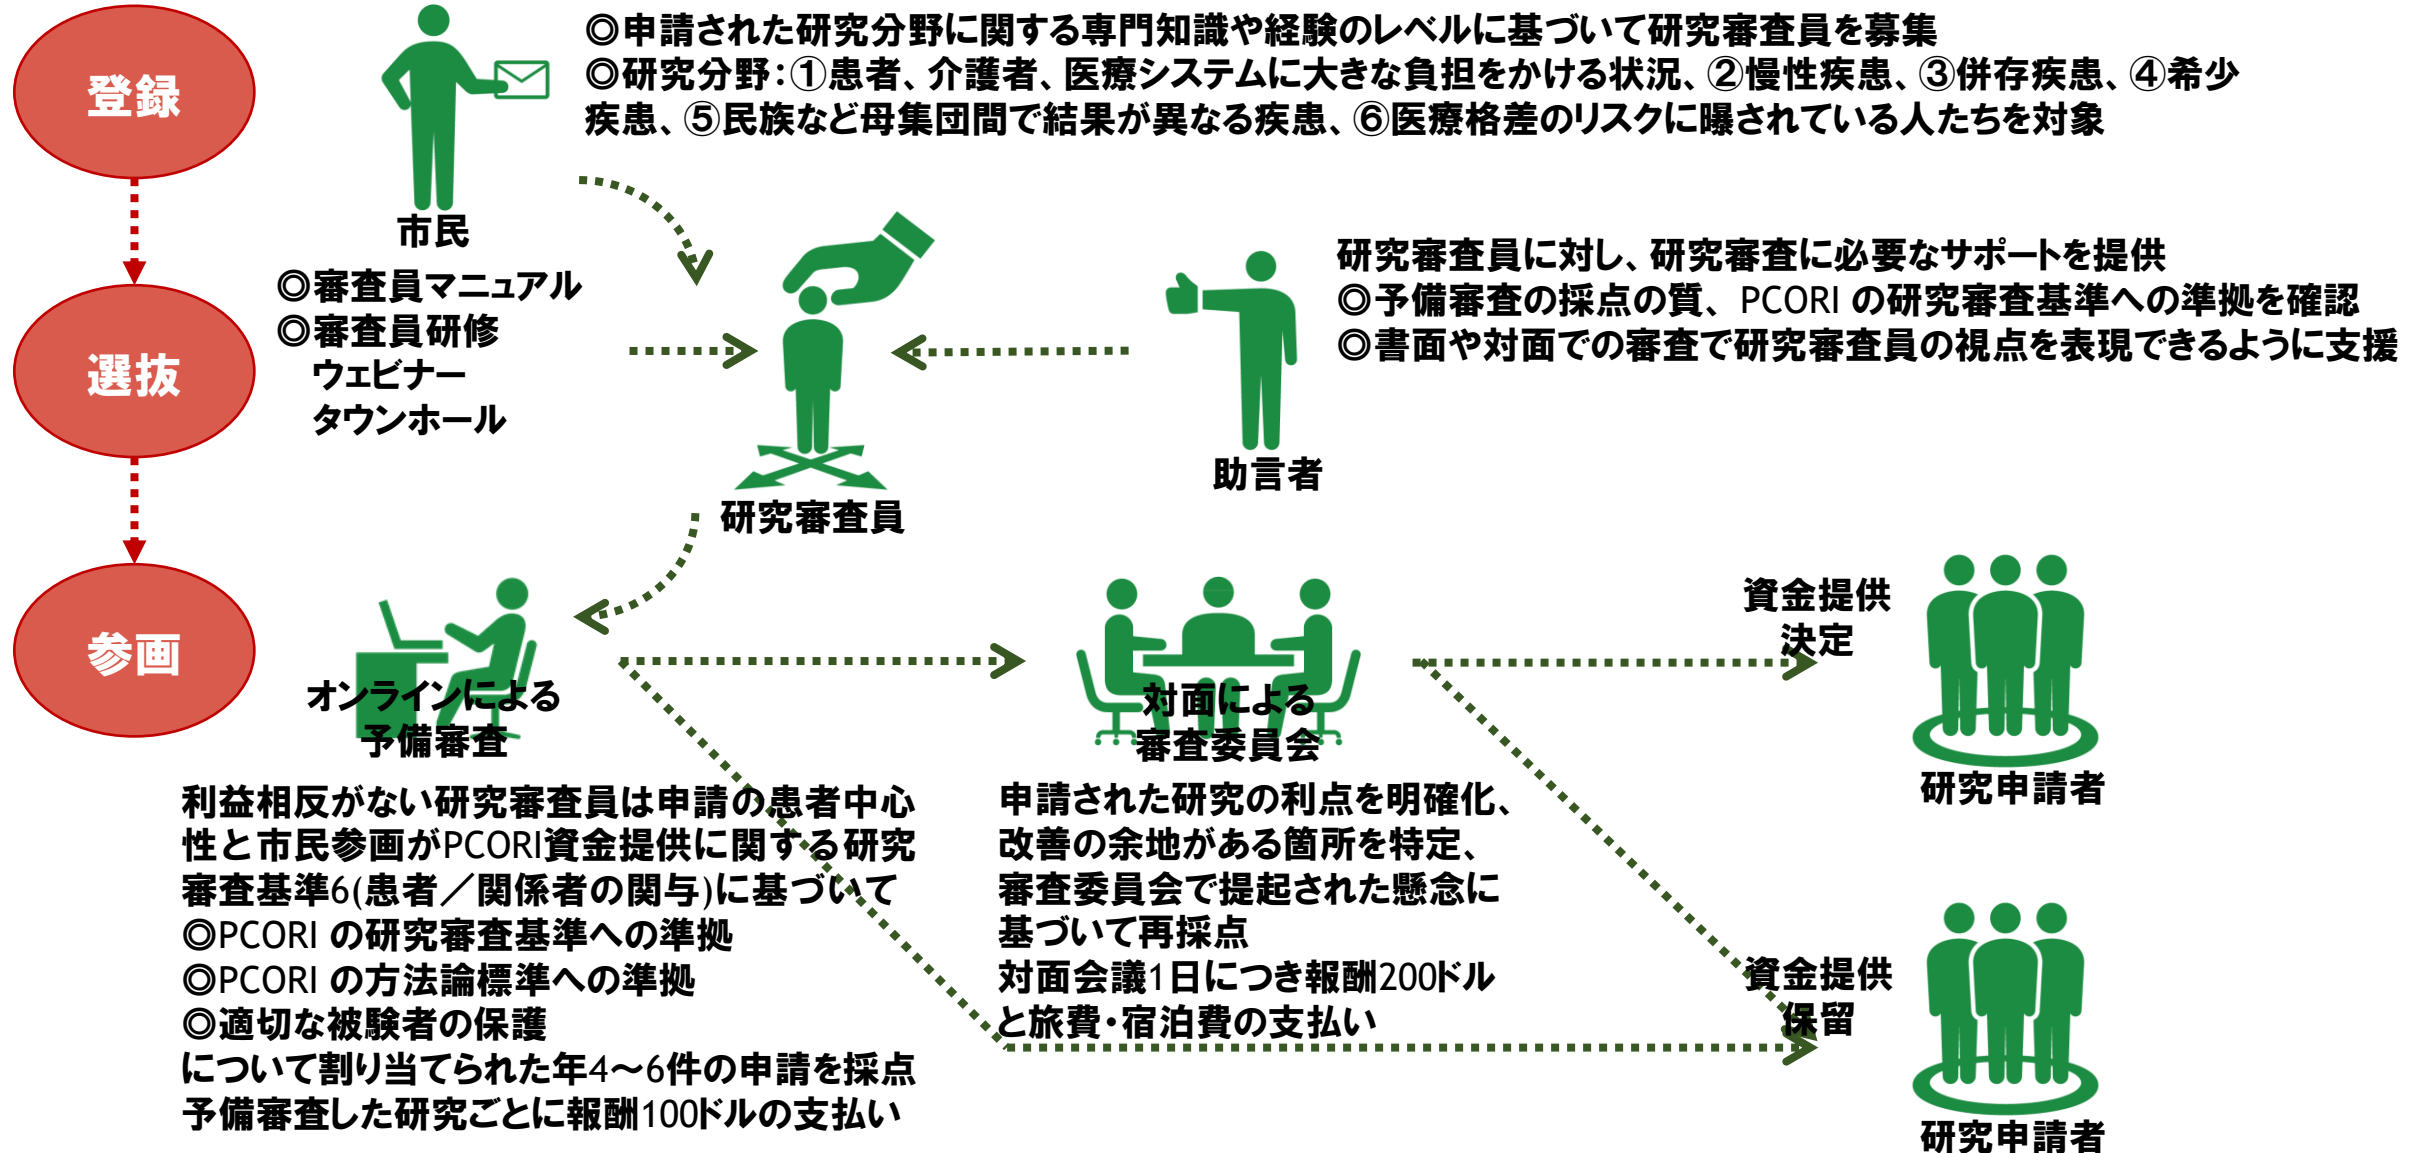 登録
◎申請された研究分野に関する専門知識や経験のレベルに基づいて研究審査員を募集
◎研究分野：①患者、介護者、医療システムに大きな負担をかける状況、②慢性疾患、③併存疾患、④希少
疾患、⑤民族など母集団間で結果が異なる疾患、⑥医療格差のリスクに曝されている人たちを対象
市民
選抜
◎審査員マニュアル
◎審査員研修
ウェビナー
タウンホール
研究審査員
研究審査員に対し、研究審査に必要なサポートを提供
◎予備審査の採点の質、PCORI の研究審査基準への準拠を確認
◎書面や対面での審査で研究審査員の視点を表現できるように支援
助言者
参画
オンラインによる
予備審査
利益相反がない研究審査員は申請の患者中心
性と市民参画がPCORI資金提供に関する研究
審査基準6(患者／関係者の関与)に基づいて
◎PCORI の研究審査基準への準拠
◎PCORI の方法論標準への準拠
◎適切な被験者の保護
について割り当てられた年4～6件の申請を採点
予備審査した研究ごとに報酬100ドルの支払い
対面による
審査委員会
申請された研究の利点を明確化、
改善の余地がある箇所を特定、
審査委員会で提起された懸念に
基づいて再採点
対面会議1日につき報酬200ドル
と旅費・宿泊費の支払い
資金提供
決定
研究申請者
資金提供
保留
研究申請者